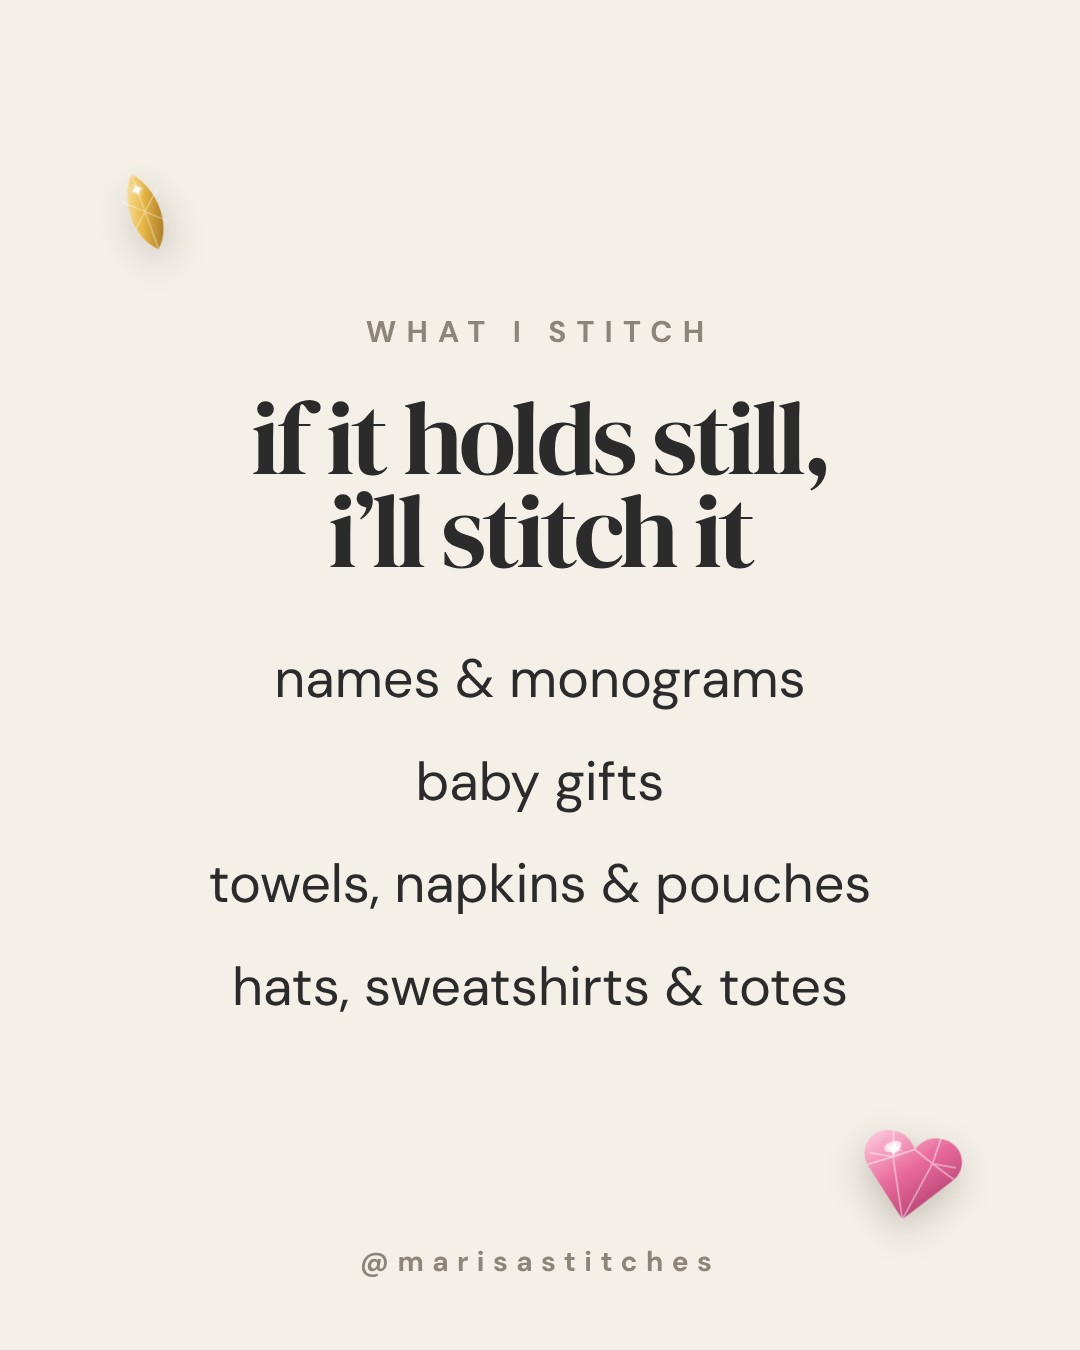 WHAT I STITCH
if it holds still,
i’ll stitch it
names & monograms
baby gifts
towels, napkins & pouches
hats, sweatshirts & totes
@marisastitches